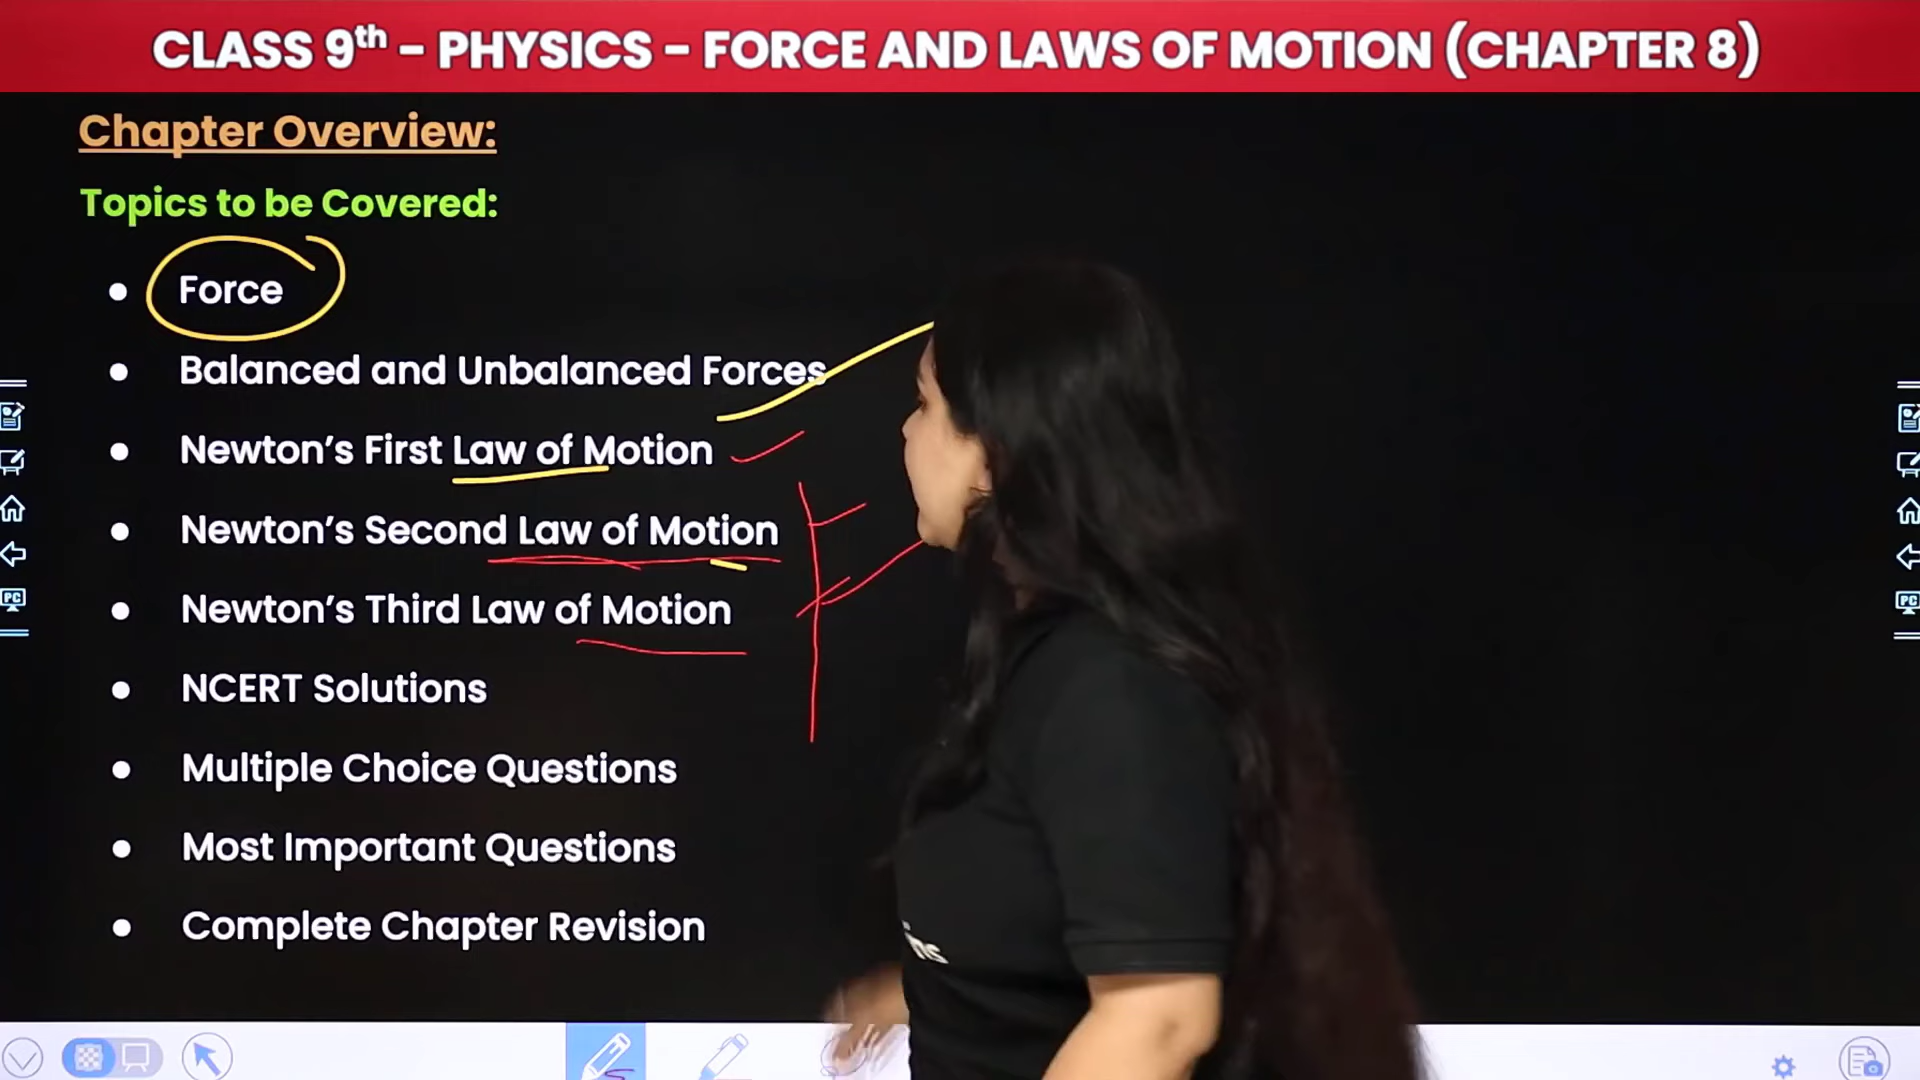 CLASS 9th – PHYSICS – FORCE AND LAWS OF MOTION (CHAPTER 8)
Chapter Overview:
Topics to be Covered:
● Force
● Balanced and Unbalanced Forces
● Newton's First Law of Motion
● Newton's Second Law of Motion
● Newton's Third Law of Motion
● NCERT Solutions
● Multiple Choice Questions
● Most Important Questions
● Complete Chapter Revision
PC
PC